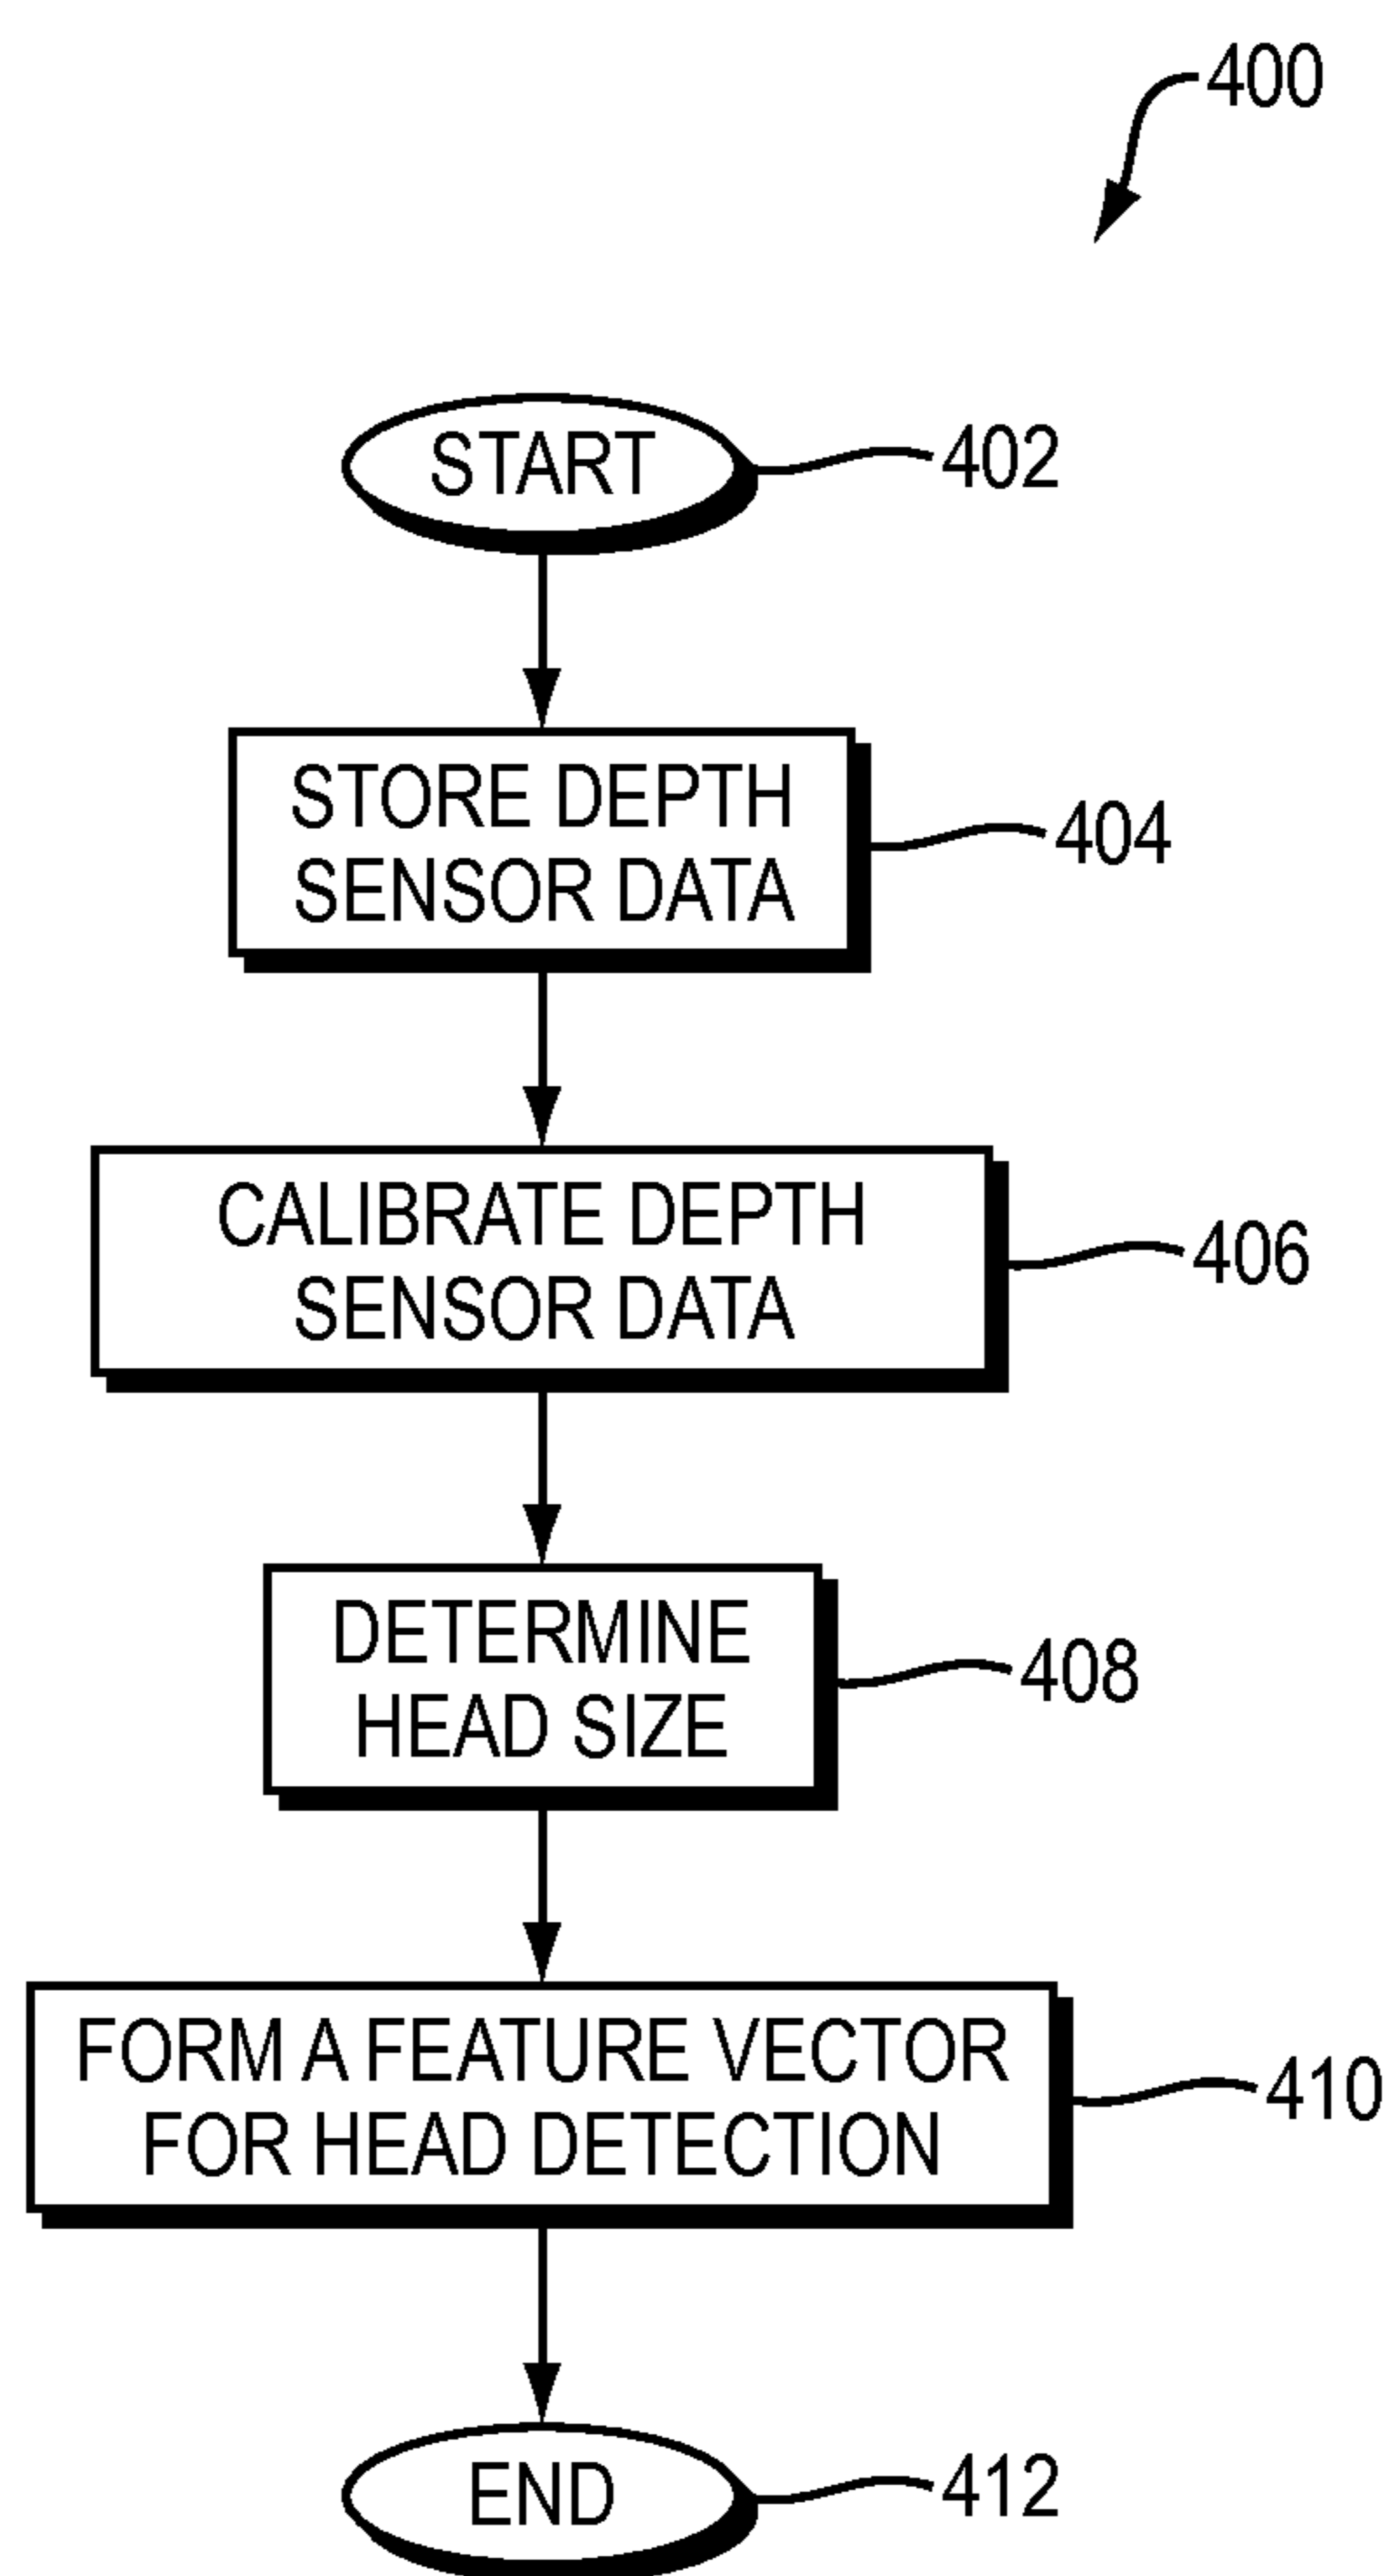 400
START
402
STORE DEPTH
SENSOR DATA
404
CALIBRATE DEPTH
SENSOR DATA
406
DETERMINE
HEAD SIZE
408
FORM A FEATURE VECTOR
FOR HEAD DETECTION
410
END
412